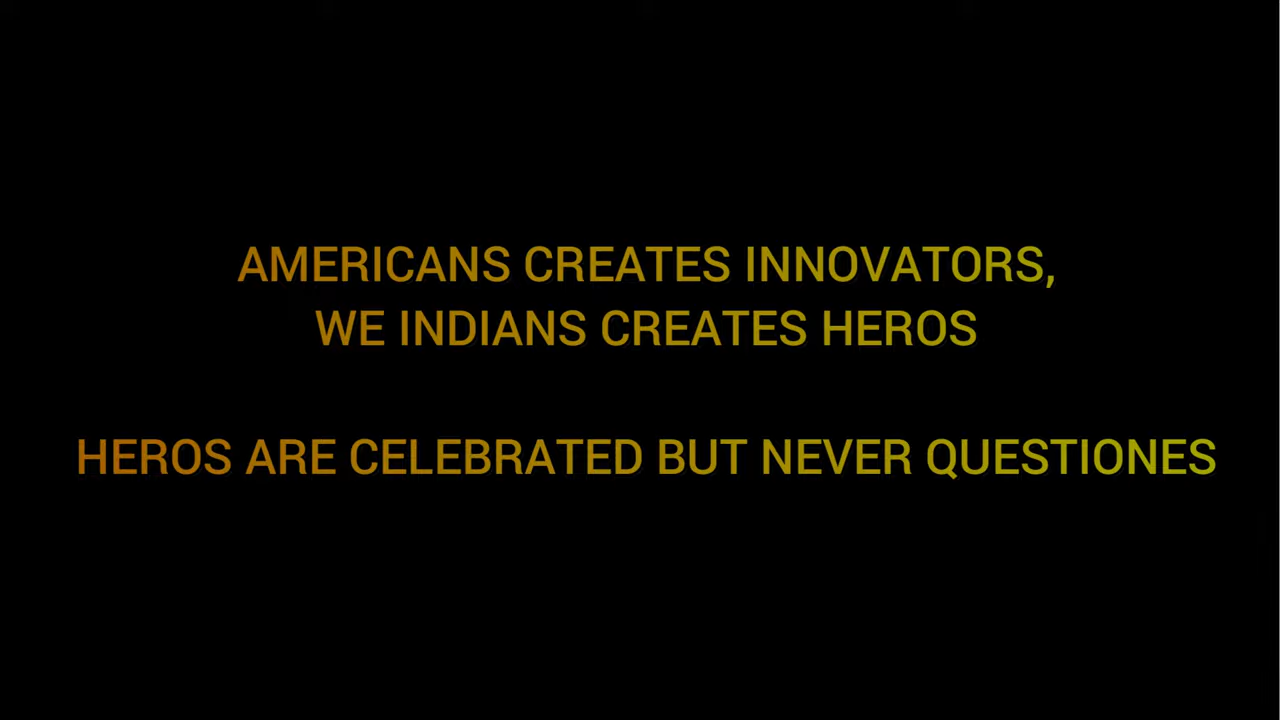 AMERICANS CREATES INNOVATORS,
WE INDIANS CREATES HEROS
HEROS ARE CELEBRATED BUT NEVER QUESTIONES